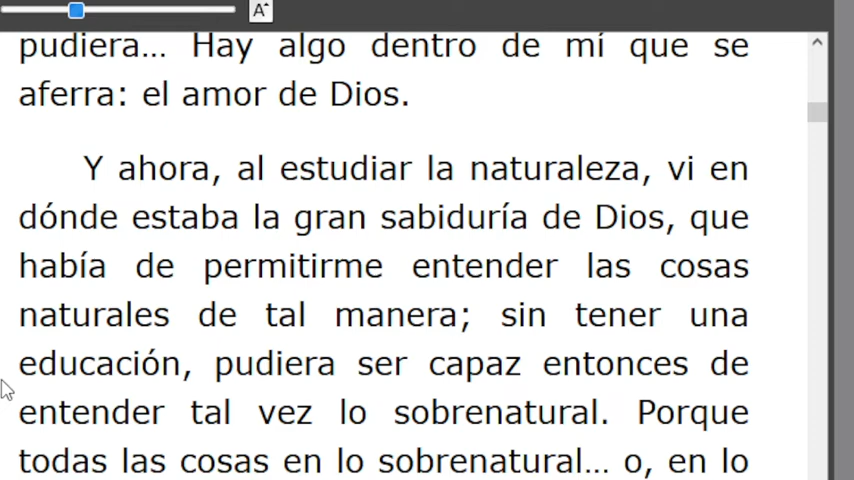 A
pudiera… Hay algo dentro de mí que se
aferra: el amor de Dios.
Y ahora, al estudiar la naturaleza, vi en
dónde estaba la gran sabiduría de Dios, que
había de permitirme entender las cosas
naturales de tal manera; sin tener una
educación, pudiera ser capaz entonces de
entender tal vez lo sobrenatural. Porque
todas las cosas en lo sobrenatural… o, en lo